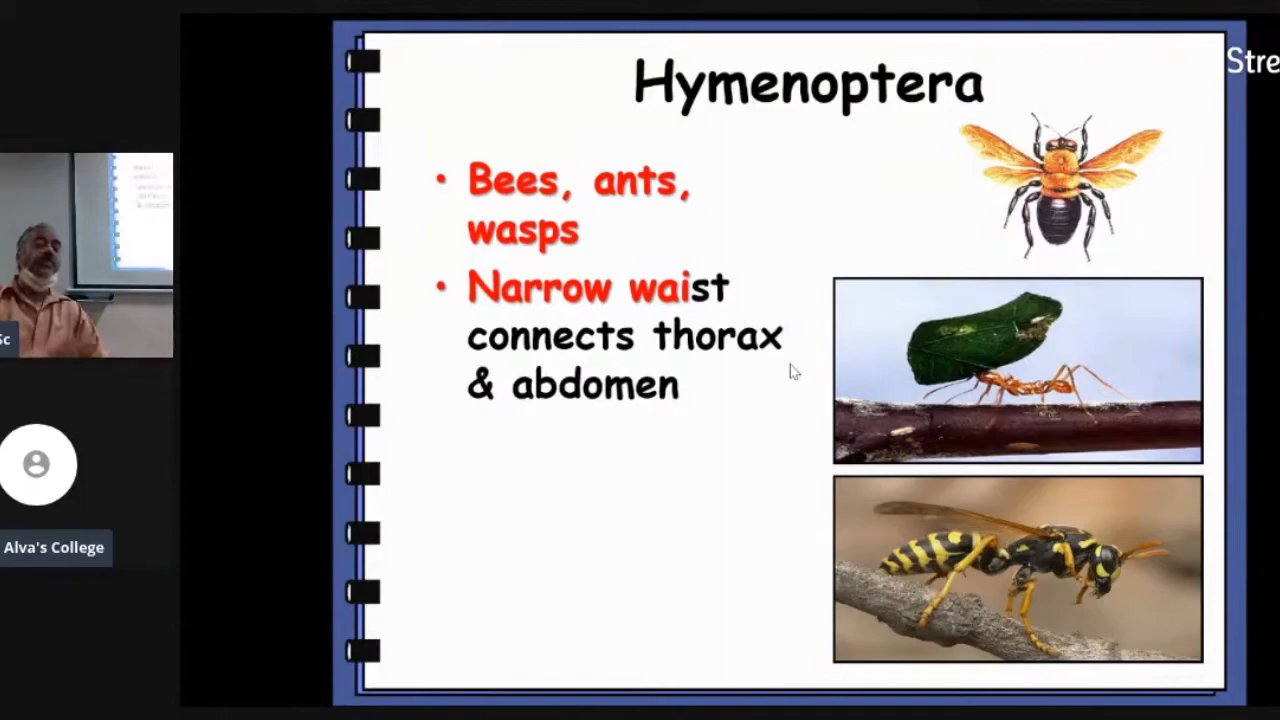 Hymenoptera
Stre
• Bees, ants,
wasps
• Narrow waist
connects thorax
& abdomen
Sc
Alva's College